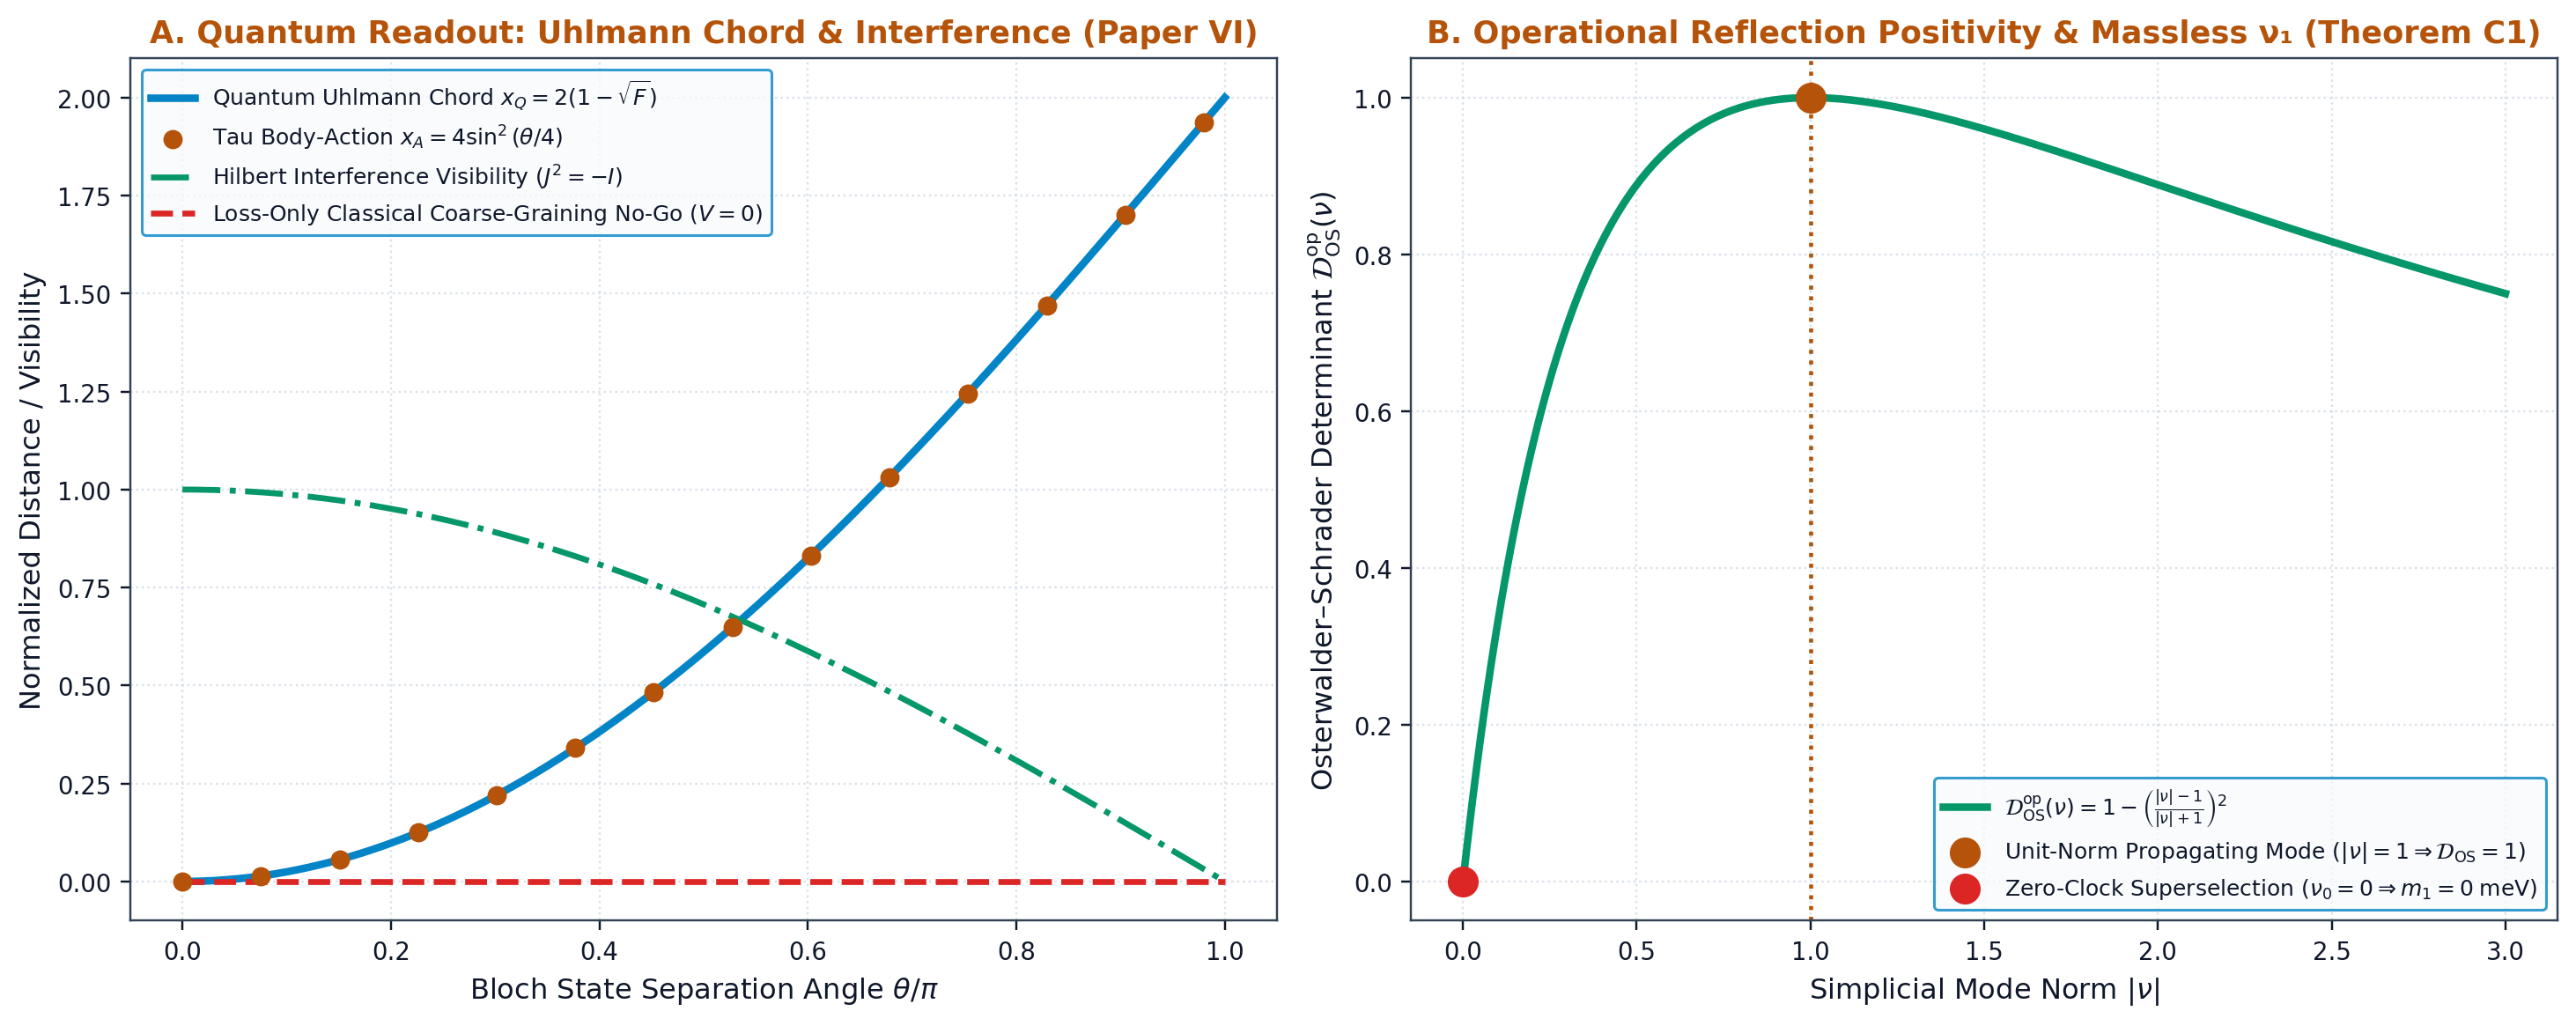 A. Quantum Readout: Uhlmann Chord & Interference (Paper VI)
Quantum Uhlmann Chord x_Q = 2(1 − √F)
Tau Body-Action x_A = 4sin² (θ/4)
Hilbert Interference Visibility (J² = −I)
Loss-Only Classical Coarse-Graining No-Go (V = 0)
Normalized Distance / Visibility
2.00
1.75
1.50
1.25
1.00
0.75
0.50
0.25
0.00
0.0 0.2 0.4 0.6 0.8 1.0
Bloch State Separation Angle θ/π
B. Operational Reflection Positivity & Massless ν₁ (Theorem C1)
Osterwalder–Schrader Determinant 𝒟_OS^op(ν)
1.0
0.8
0.6
0.4
0.2
0.0
𝒟_OS^op(ν) = 1 − ((|ν| − 1)/(|ν| + 1))²
Unit-Norm Propagating Mode (|ν| = 1 ⇒ 𝒟_OS = 1)
Zero-Clock Superselection (ν₀ = 0 ⇒ m₁ = 0 meV)
0.0 0.5 1.0 1.5 2.0 2.5 3.0
Simplicial Mode Norm |ν|